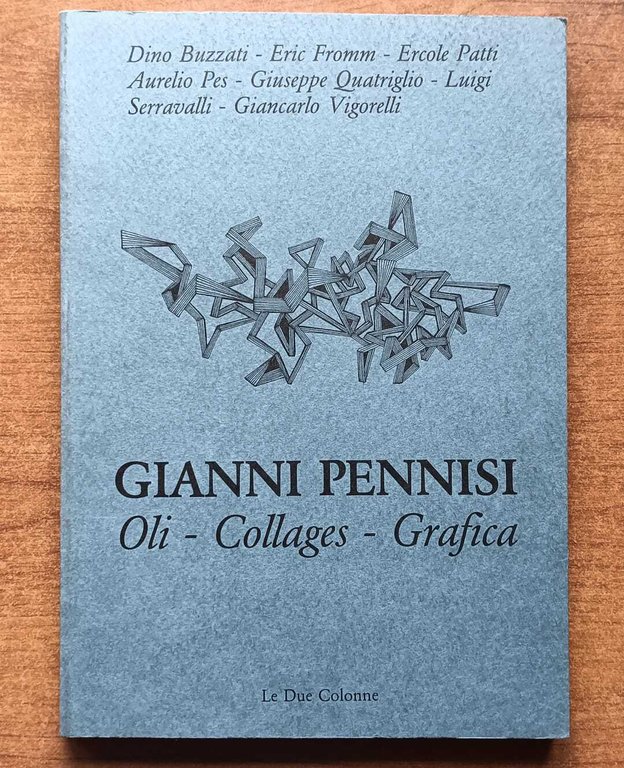 Dino Buzzati - Eric Fromm - Ercole Patti
Aurelio Pes - Giuseppe Quatriglio - Luigi
Serravalli - Giancarlo Vigorelli
GIANNI PENNISI
Oli - Collages - Grafica
Le Due Colonne